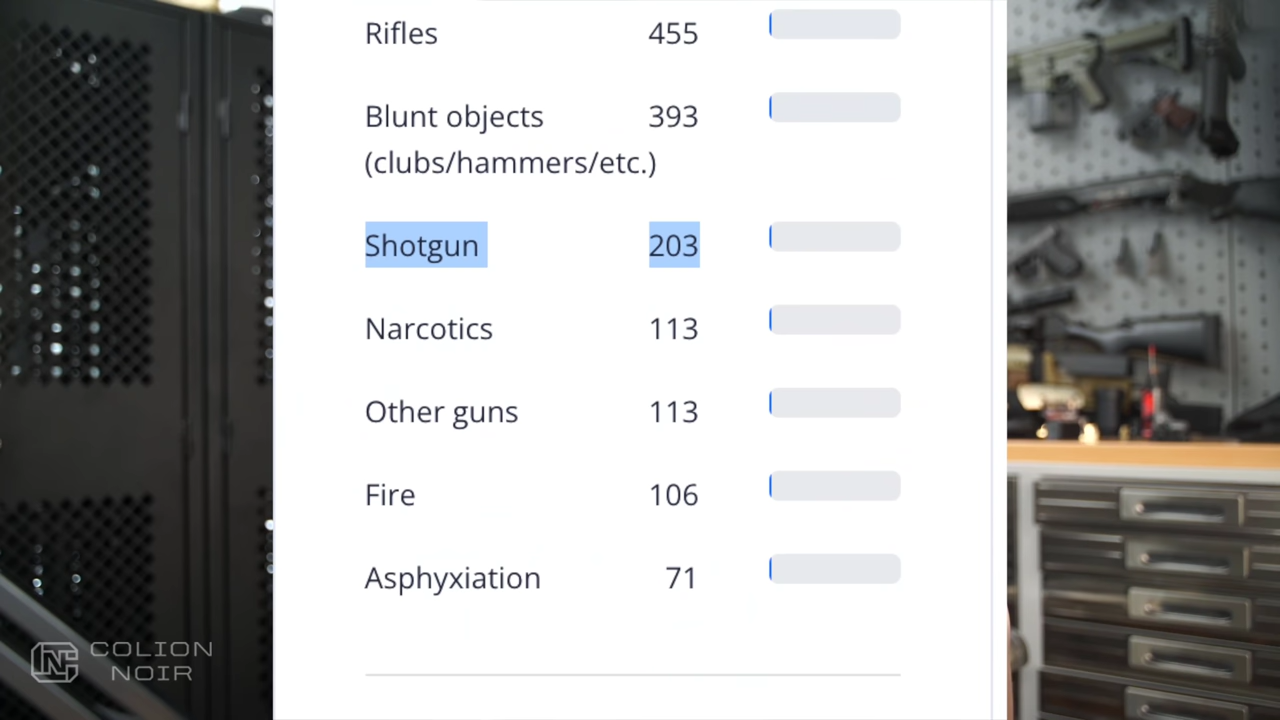 Rifles 455
Blunt objects 393
(clubs/hammers/etc.)
Shotgun 203
Narcotics 113
Other guns 113
Fire 106
Asphyxiation 71
COLION
NOIR